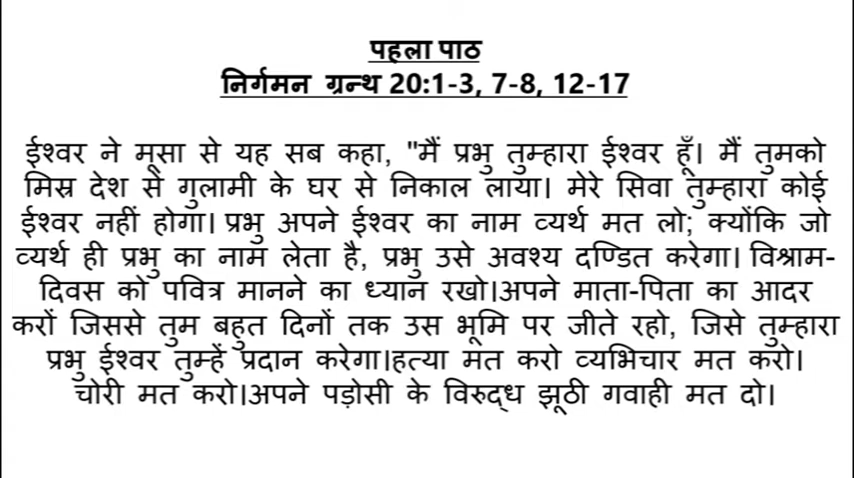 पहला पाठ
निर्गमन ग्रन्थ 20:1-3, 7-8, 12-17
ईश्वर ने मूसा से यह सब कहा, "मैं प्रभु तुम्हारा ईश्वर हूँ। मैं तुमको
मिस्र देश से गुलामी के घर से निकाल लाया। मेरे सिवा तुम्हारा कोई
ईश्वर नहीं होगा। प्रभु अपने ईश्वर का नाम व्यर्थ मत लो; क्योंकि जो
व्यर्थ ही प्रभु का नाम लेता है, प्रभु उसे अवश्य दण्डित करेगा। विश्राम-
दिवस को पवित्र मानने का ध्यान रखो।अपने माता-पिता का आदर
करों जिससे तुम बहुत दिनों तक उस भूमि पर जीते रहो, जिसे तुम्हारा
प्रभु ईश्वर तुम्हें प्रदान करेगा।हत्या मत करो व्यभिचार मत करो।
चोरी मत करो।अपने पड़ोसी के विरुद्ध झूठी गवाही मत दो।